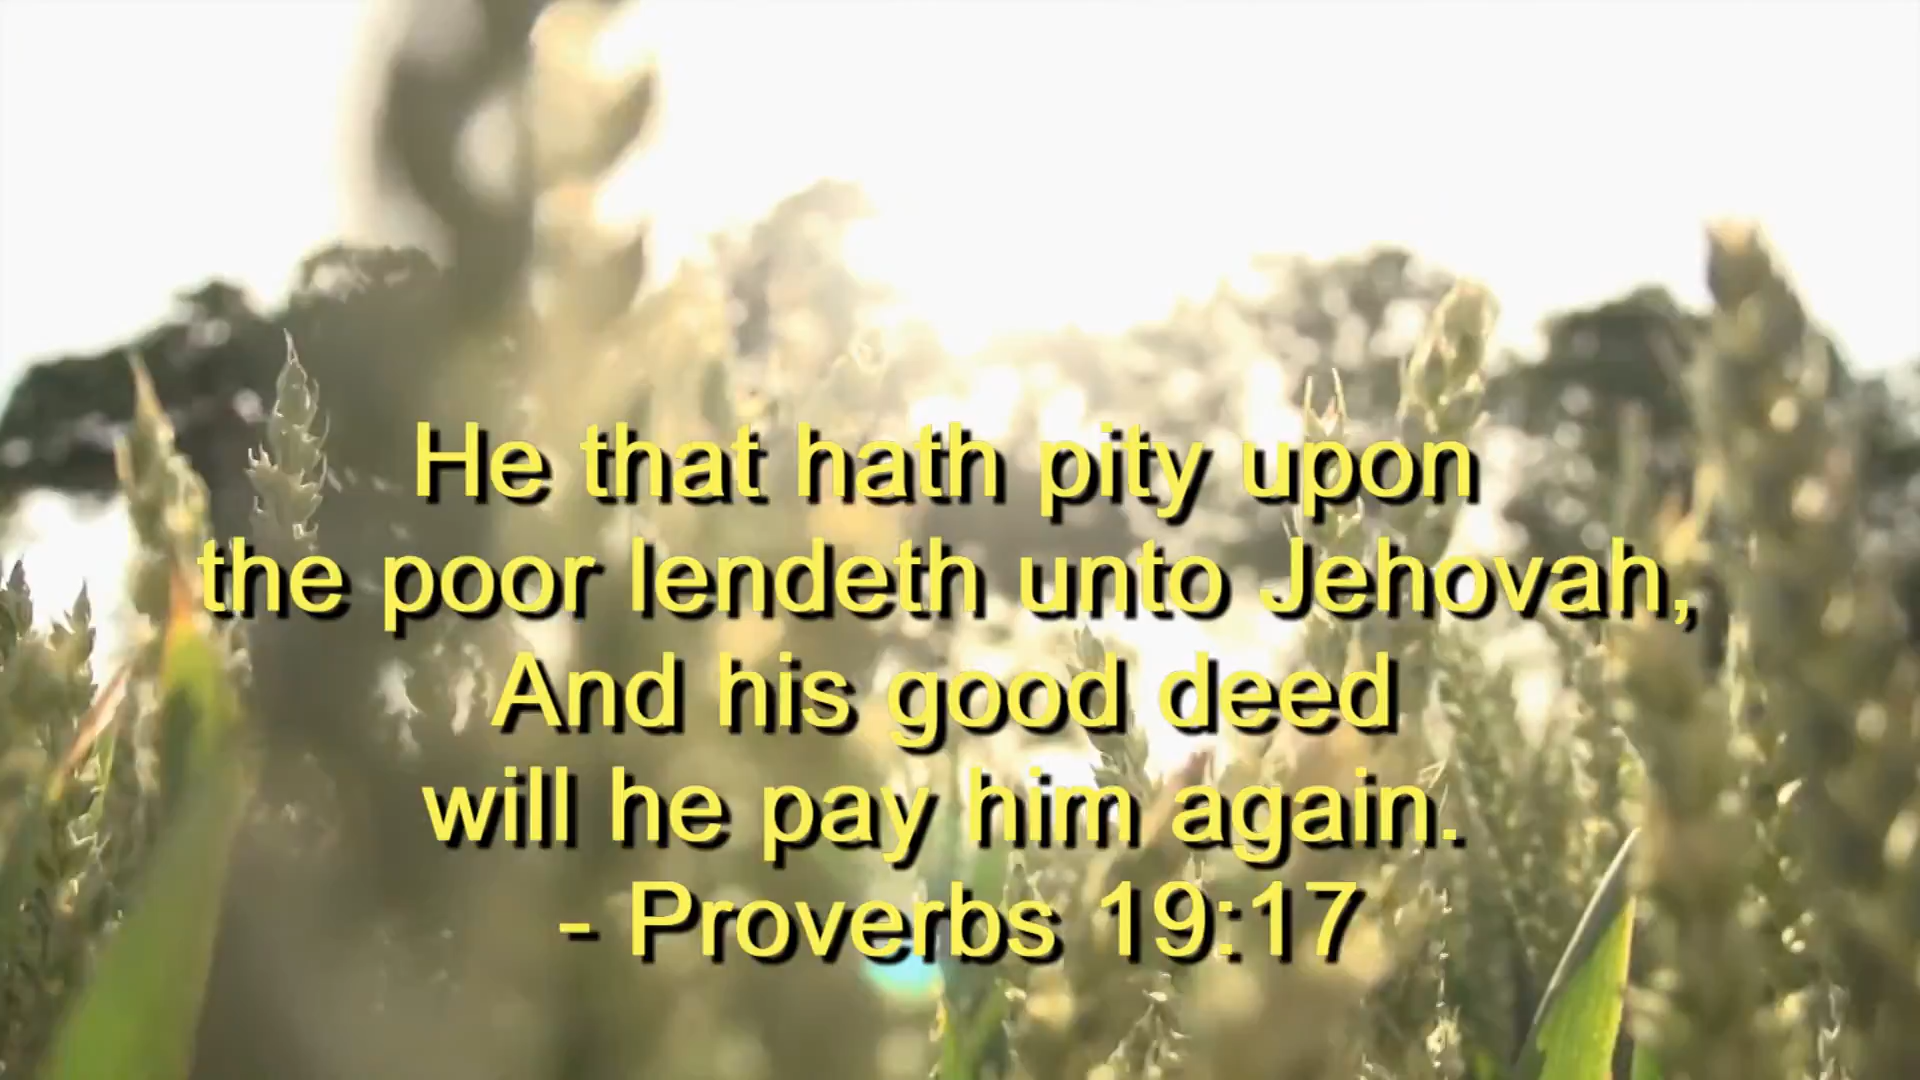 He that hath pity upon
the poor lendeth unto Jehovah,
And his good deed
will he pay him again.
- Proverbs 19:17